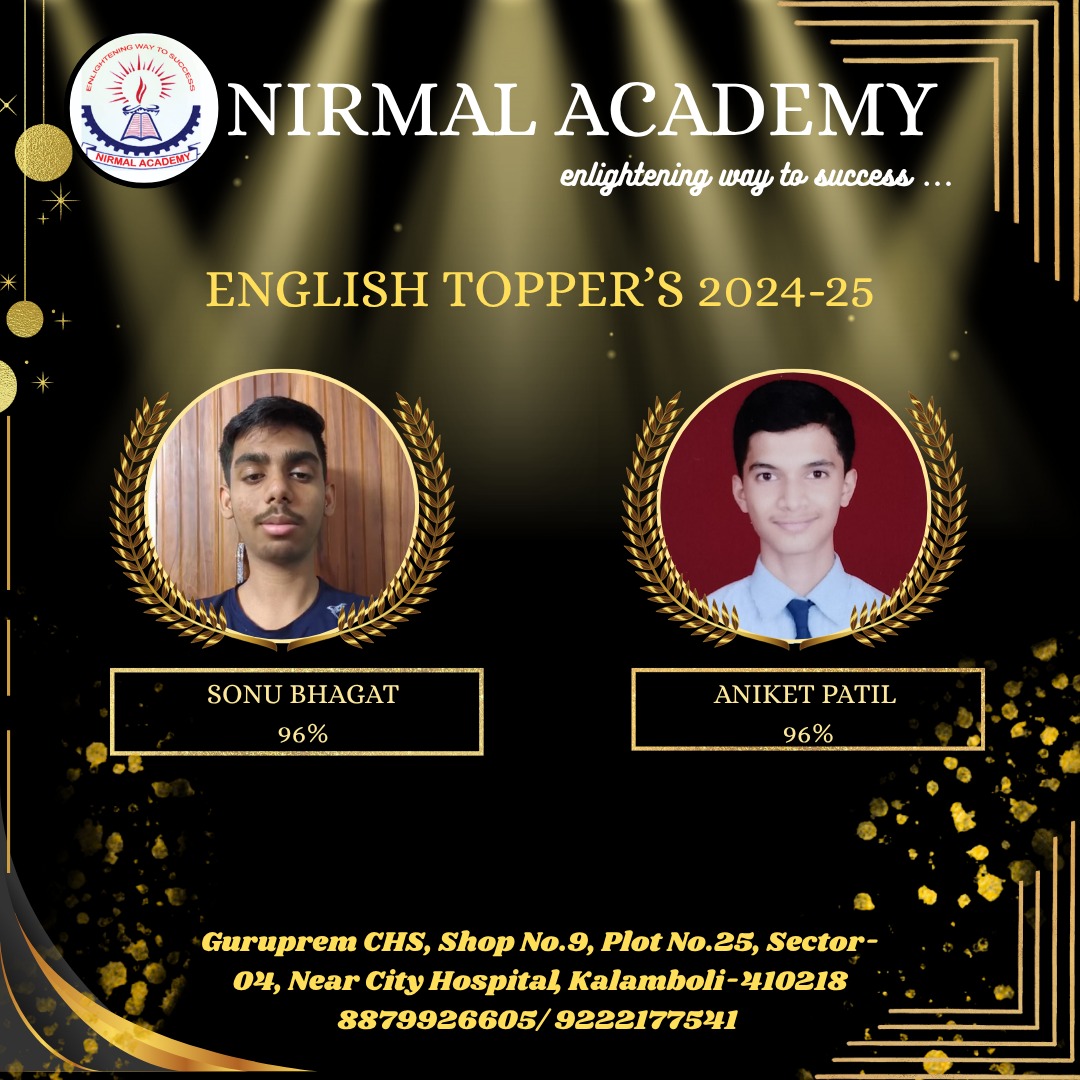 ENLIGHTENING WAY TO SUCCESS
NIRMAL ACADEMY
NIRMAL ACADEMY
enlightening way to success ...
ENGLISH TOPPER’S 2024-25
SONU BHAGAT
96%
ANIKET PATIL
96%
Guruprem CHS, Shop No.9, Plot No.25, Sector-
04, Near City Hospital, Kalamboli-410218
8879926605/ 9222177541